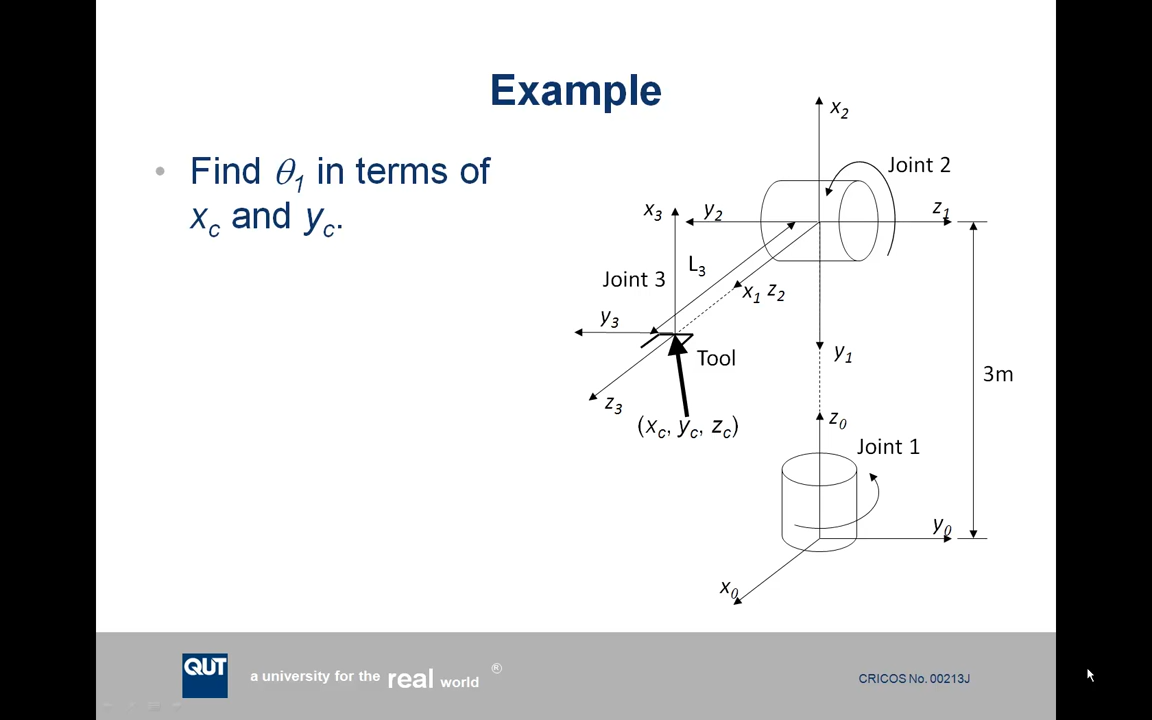 Example
• Find θ1 in terms of
xc and yc.
x2
Joint 2
x3
y2
z1
L3
Joint 3
x1 z2
y3
y1
Tool
3m
z3
z0
(xc, yc, zc)
Joint 1
y0
x0
QUT
a university for the real world ®
CRICOS No. 00213J